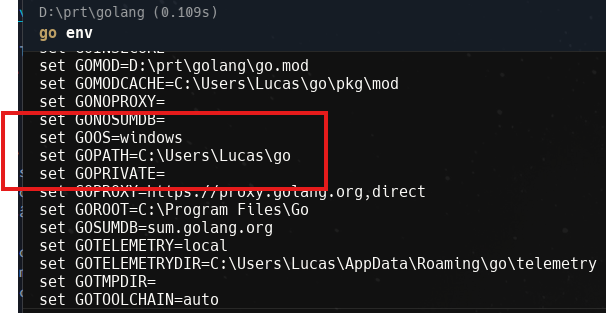 D:\prt\golang (0.109s)
go env
set GOINSECURE=
set GOMOD=D:\prt\golang\go.mod
set GOMODCACHE=C:\Users\Lucas\go\pkg\mod
set GONOPROXY=
set GONOSUMDB=
set GOOS=windows
set GOPATH=C:\Users\Lucas\go
set GOPRIVATE=
set GOPROXY=https://proxy.golang.org,direct
set GOROOT=C:\Program Files\Go
set GOSUMDB=sum.golang.org
set GOTELEMETRY=local
set GOTELEMETRYDIR=C:\Users\Lucas\AppData\Roaming\go\telemetry
set GOTMPDIR=
set GOTOOLCHAIN=auto